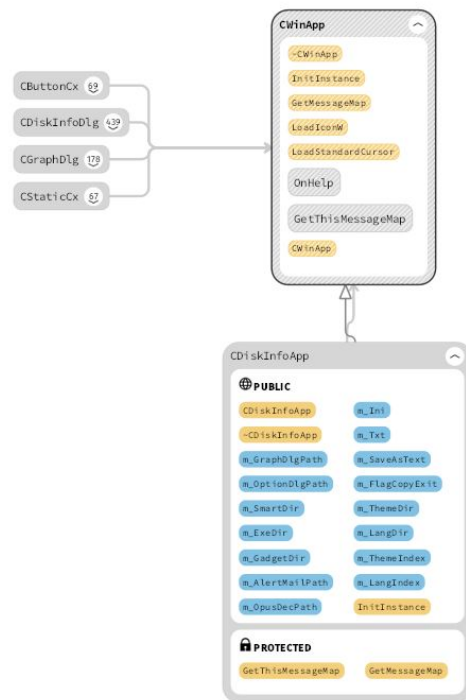 CWinApp
~CWinApp
InitInstance
GetMessageMap
LoadIconW
LoadStandardCursor
OnHelp
GetThisMessageMap
CWinApp
CButtonCx 69
CDiskInfoDlg 439
CGraphDlg 178
CStaticCx 67
CDiskInfoApp
PUBLIC
CDiskInfoApp m_Ini
~CDiskInfoApp m_Txt
m_GraphDlgPath m_SaveAsText
m_OptionDlgPath m_FlagCopyExit
m_SmartDir m_ThemeDir
m_ExeDir m_LangDir
m_GadgetDir m_ThemeIndex
m_AlertMailPath m_LangIndex
m_OpusDecPath InitInstance
PROTECTED
GetThisMessageMap GetMessageMap